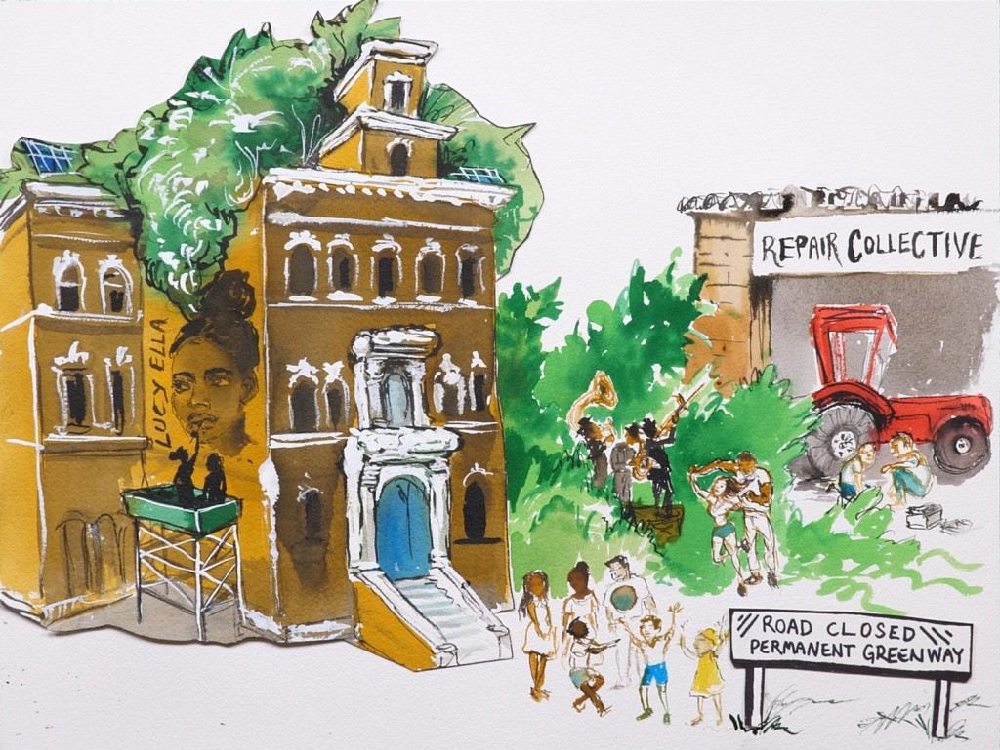 LUCY ELLA
REPAIR COLLECTIVE
ROAD CLOSED
PERMANENT GREENWAY